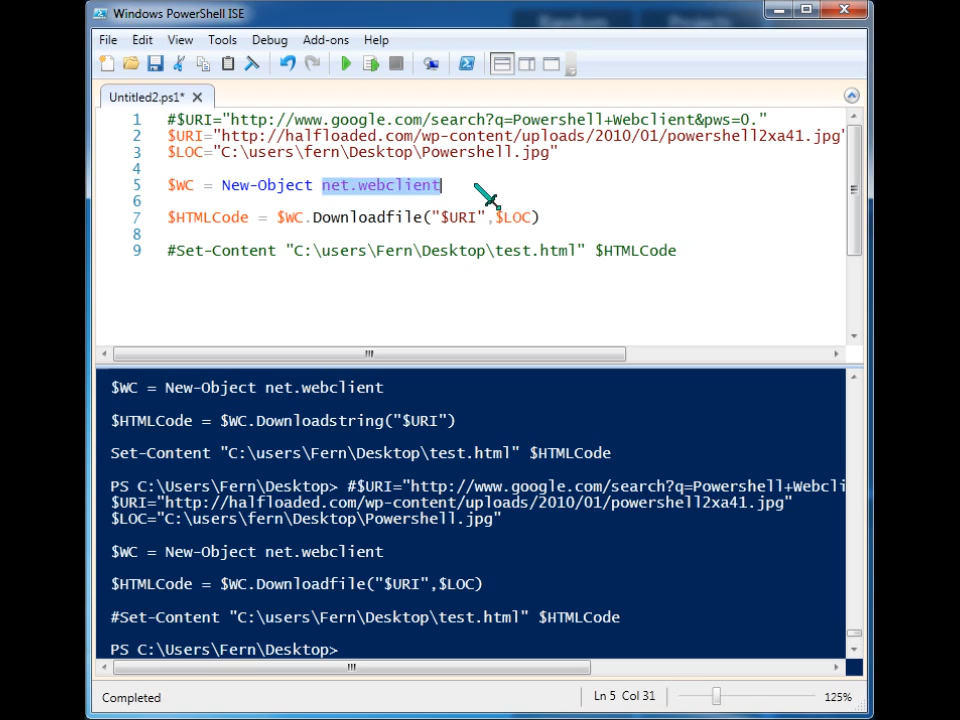 Random Projects
Windows PowerShell ISE
File Edit View Tools Debug Add-ons Help
Untitled2.ps1*
1 #$URI="http://www.google.com/search?q=Powershell+Webclient&pws=0."
2 $URI="http://halfloaded.com/wp-content/uploads/2010/01/powershell2xa41.jpg"
3 $LOC="C:\users\fern\Desktop\Powershell.jpg"
4
5 $WC = New-Object net.webclient
6
7 $HTMLCode = $WC.Downloadfile("$URI",$LOC)
8
9 #Set-Content "C:\users\Fern\Desktop\test.html" $HTMLCode
$WC = New-Object net.webclient
$HTMLCode = $WC.Downloadstring("$URI")
Set-Content "C:\users\Fern\Desktop\test.html" $HTMLCode
PS C:\Users\Fern\Desktop> #$URI="http://www.google.com/search?q=Powershell+Webcli
$URI="http://halfloaded.com/wp-content/uploads/2010/01/powershell2xa41.jpg"
$LOC="C:\users\fern\Desktop\Powershell.jpg"
$WC = New-Object net.webclient
$HTMLCode = $WC.Downloadfile("$URI",$LOC)
#Set-Content "C:\users\Fern\Desktop\test.html" $HTMLCode
PS C:\Users\Fern\Desktop>
Completed Ln 5 Col 31 125%